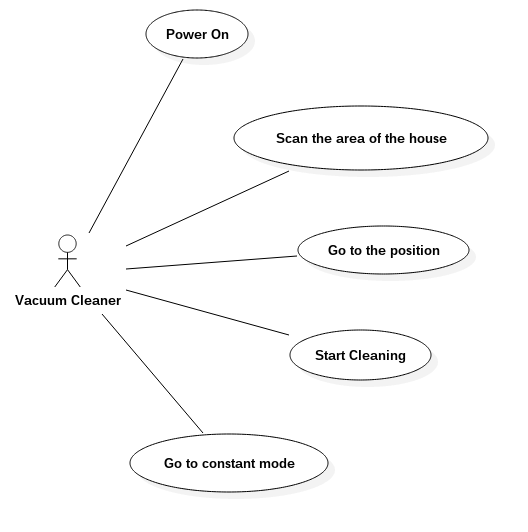 Power On
Scan the area of the house
Go to the position
Vacuum Cleaner
Start Cleaning
Go to constant mode